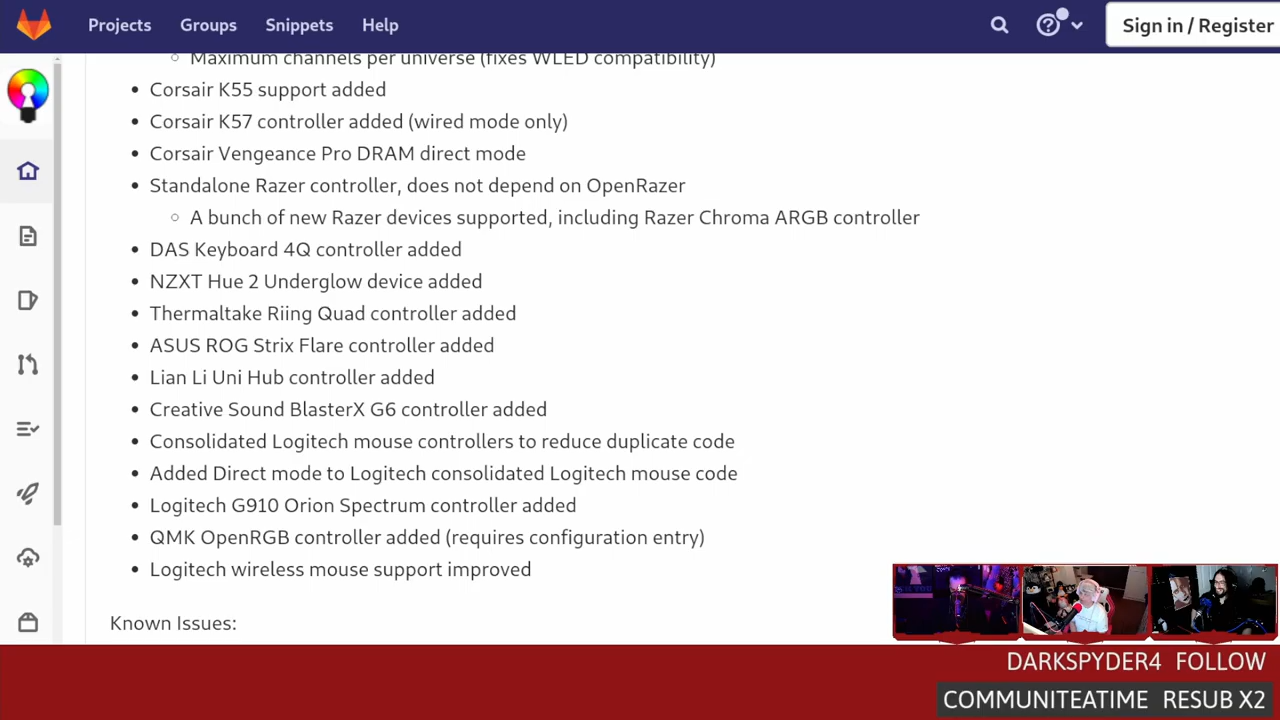 Projects Groups Snippets Help
Sign in / Register
Maximum channels per universe (fixes WLED compatibility)
Corsair K55 support added
Corsair K57 controller added (wired mode only)
Corsair Vengeance Pro DRAM direct mode
Standalone Razer controller, does not depend on OpenRazer
A bunch of new Razer devices supported, including Razer Chroma ARGB controller
DAS Keyboard 4Q controller added
NZXT Hue 2 Underglow device added
Thermaltake Riing Quad controller added
ASUS ROG Strix Flare controller added
Lian Li Uni Hub controller added
Creative Sound BlasterX G6 controller added
Consolidated Logitech mouse controllers to reduce duplicate code
Added Direct mode to Logitech consolidated Logitech mouse code
Logitech G910 Orion Spectrum controller added
QMK OpenRGB controller added (requires configuration entry)
Logitech wireless mouse support improved
Known Issues:
DARKSPYDER4 FOLLOW
COMMUNITEATIME RESUB X2